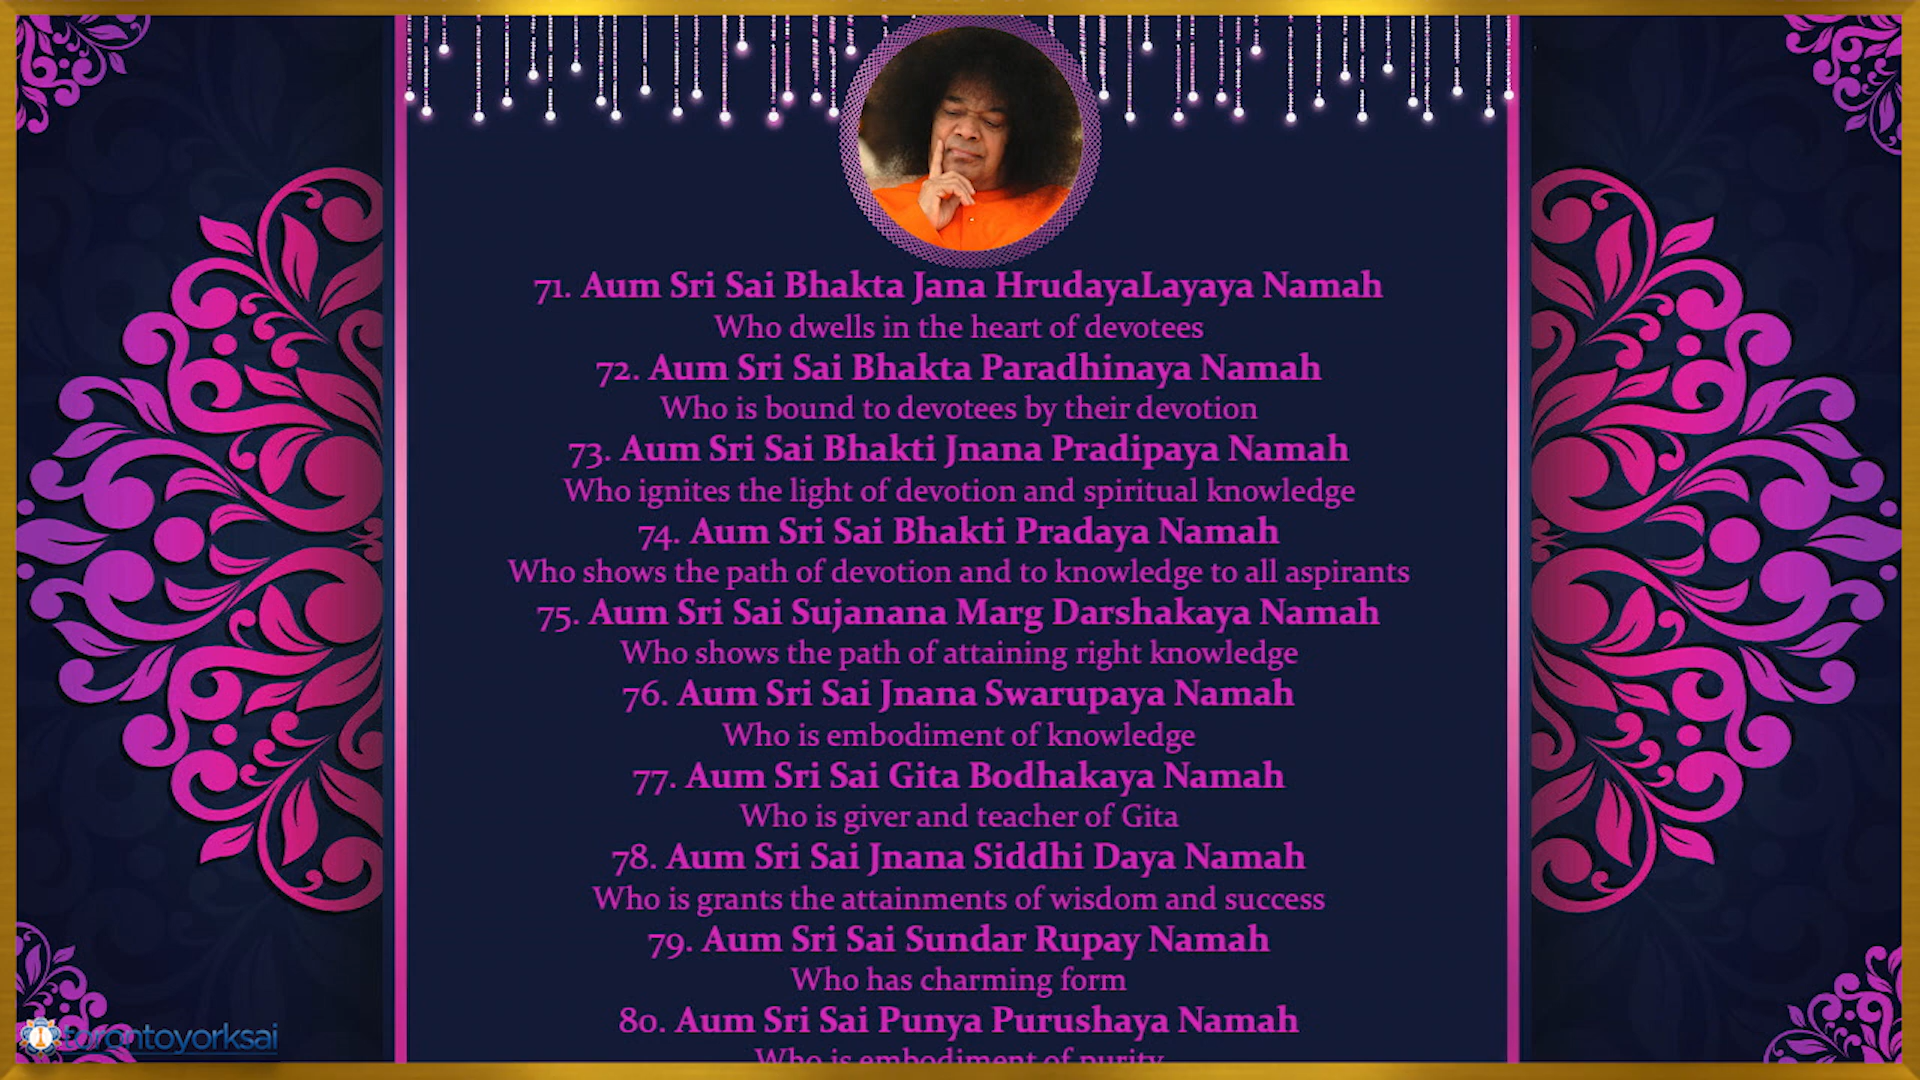 71. Aum Sri Sai Bhakta Jana HrudayaLayaya Namah
Who dwells in the heart of devotees
72. Aum Sri Sai Bhakta Paradhinaya Namah
Who is bound to devotees by their devotion
73. Aum Sri Sai Bhakti Jnana Pradipaya Namah
Who ignites the light of devotion and spiritual knowledge
74. Aum Sri Sai Bhakti Pradaya Namah
Who shows the path of devotion and to knowledge to all aspirants
75. Aum Sri Sai Sujanana Marg Darshakaya Namah
Who shows the path of attaining right knowledge
76. Aum Sri Sai Jnana Swarupaya Namah
Who is embodiment of knowledge
77. Aum Sri Sai Gita Bodhakaya Namah
Who is giver and teacher of Gita
78. Aum Sri Sai Jnana Siddhi Daya Namah
Who is grants the attainments of wisdom and success
79. Aum Sri Sai Sundar Rupay Namah
Who has charming form
80. Aum Sri Sai Punya Purushaya Namah
Who is embodiment of purity
torontoyorksai